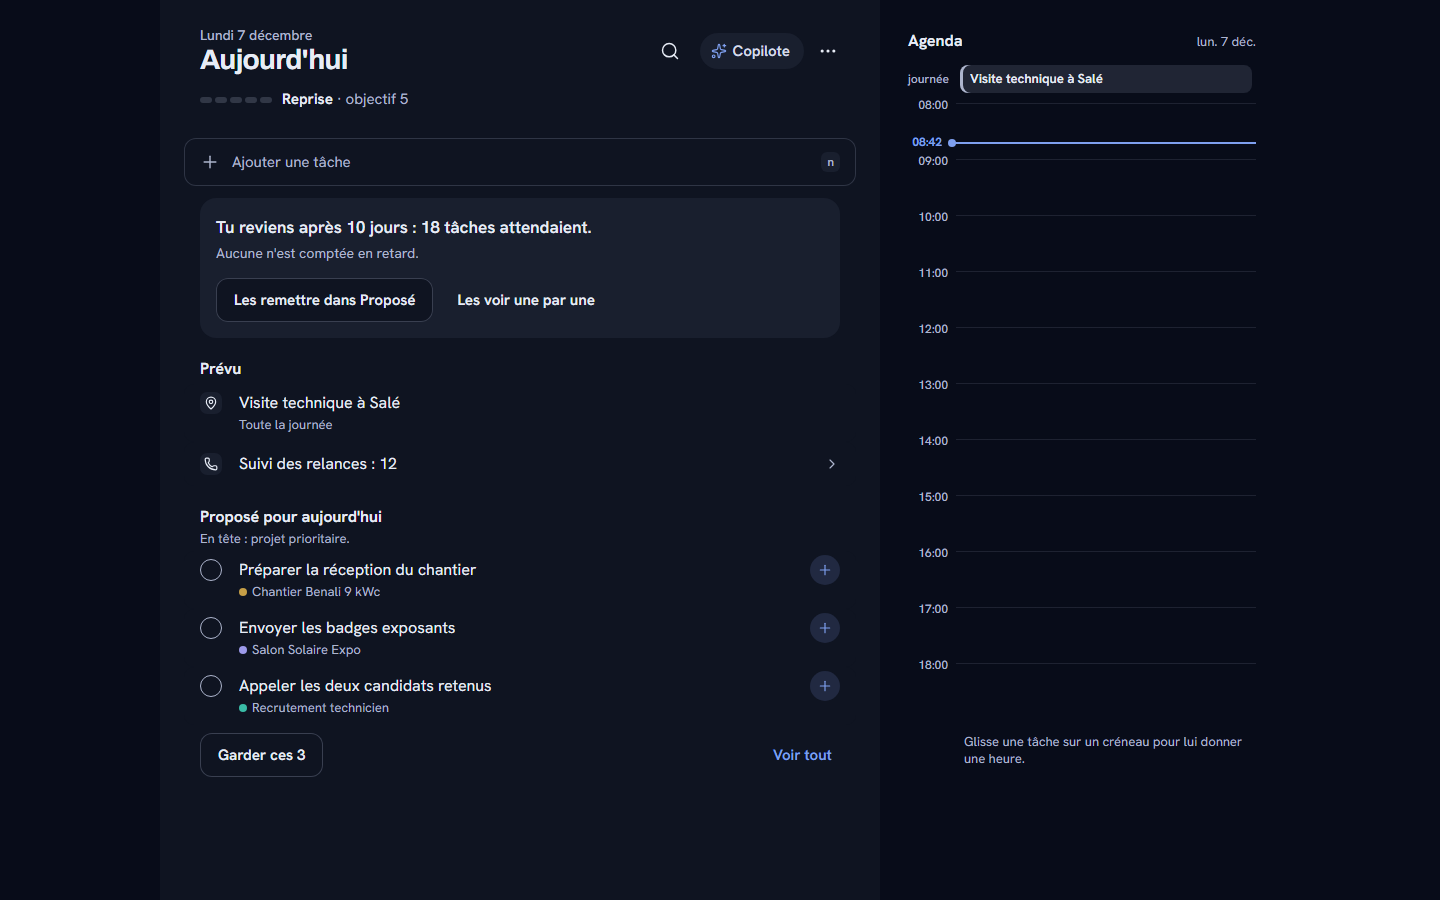 Lundi 7 décembre
Aujourd'hui
Copilote
Reprise · objectif 5
Ajouter une tâche
n
Tu reviens après 10 jours : 18 tâches attendaient.
Aucune n'est comptée en retard.
Les remettre dans Proposé
Les voir une par une
Prévu
Visite technique à Salé
Toute la journée
Suivi des relances : 12
Proposé pour aujourd'hui
En tête : projet prioritaire.
Préparer la réception du chantier
Chantier Benali 9 kWc
Envoyer les badges exposants
Salon Solaire Expo
Appeler les deux candidats retenus
Recrutement technicien
Garder ces 3
Voir tout
Agenda
lun. 7 déc.
journée
Visite technique à Salé
08:00
08:42
09:00
10:00
11:00
12:00
13:00
14:00
15:00
16:00
17:00
18:00
Glisse une tâche sur un créneau pour lui donner
une heure.